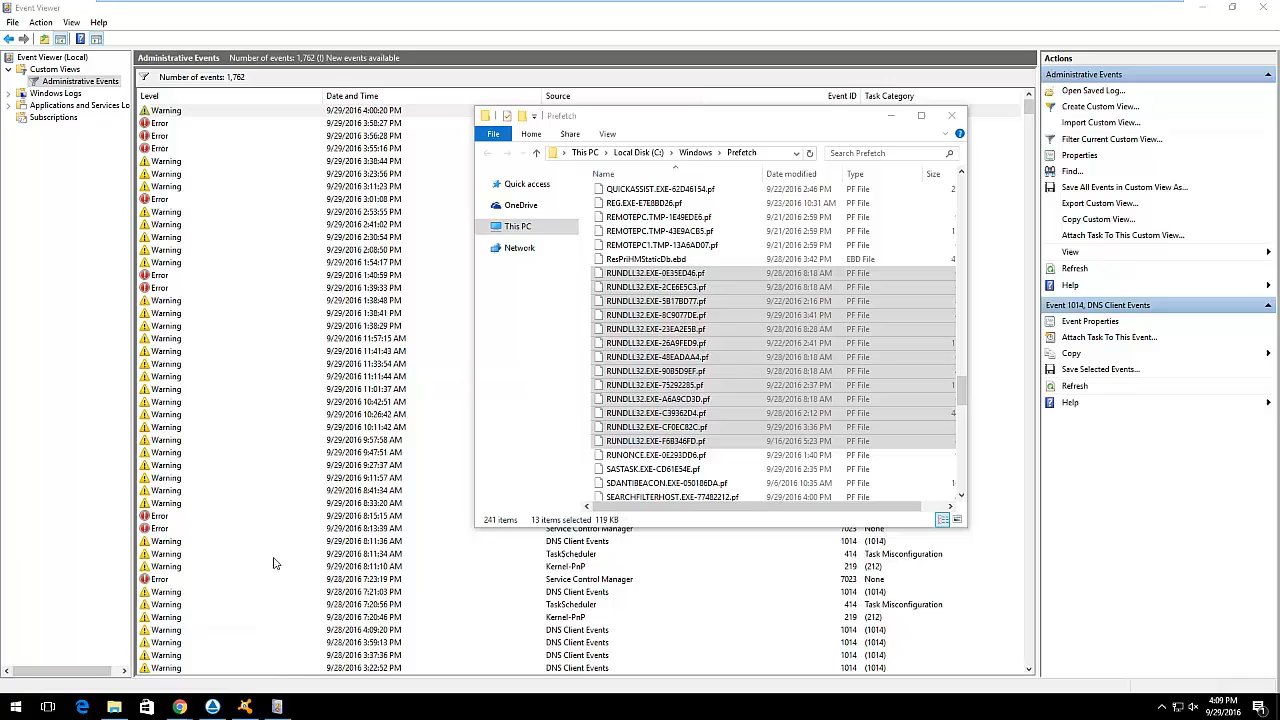 Event Viewer
File Action View Help
Event Viewer (Local)
Custom Views
Administrative Events
Windows Logs
Applications and Services Lo
Subscriptions
Administrative Events Number of events: 1,762 (!) New events available
Number of events: 1,762
Level Date and Time Source Event ID Task Category
Warning 9/29/2016 4:00:20 PM
Error 9/29/2016 3:58:27 PM
Error 9/29/2016 3:56:28 PM
Error 9/29/2016 3:55:16 PM
Warning 9/29/2016 3:38:44 PM
Warning 9/29/2016 3:23:56 PM
Warning 9/29/2016 3:11:23 PM
Error 9/29/2016 3:01:08 PM
Warning 9/29/2016 2:53:55 PM
Warning 9/29/2016 2:41:02 PM
Warning 9/29/2016 2:30:04 PM
Warning 9/29/2016 2:08:50 PM
Warning 9/29/2016 1:54:17 PM
Error 9/29/2016 1:40:59 PM
Error 9/29/2016 1:39:33 PM
Warning 9/29/2016 1:38:48 PM
Warning 9/29/2016 1:38:41 PM
Warning 9/29/2016 1:38:29 PM
Warning 9/29/2016 11:57:15 AM
Warning 9/29/2016 11:41:43 AM
Warning 9/29/2016 11:33:54 AM
Warning 9/29/2016 11:11:44 AM
Warning 9/29/2016 11:01:37 AM
Warning 9/29/2016 10:42:51 AM
Warning 9/29/2016 10:26:42 AM
Warning 9/29/2016 10:11:42 AM
Warning 9/29/2016 9:57:58 AM
Warning 9/29/2016 9:47:51 AM
Warning 9/29/2016 9:27:37 AM
Warning 9/29/2016 9:11:57 AM
Warning 9/29/2016 8:41:34 AM
Warning 9/29/2016 8:33:20 AM
Error 9/29/2016 8:15:15 AM
Error 9/29/2016 8:13:39 AM Service Control Manager 7023 None
Warning 9/29/2016 8:11:36 AM DNS Client Events 1014 (1014)
Warning 9/29/2016 8:11:34 AM TaskScheduler 414 Task Misconfiguration
Warning 9/29/2016 8:11:10 AM Kernel-PnP 219 (212)
Error 9/28/2016 7:23:19 PM Service Control Manager 7023 None
Warning 9/28/2016 7:21:03 PM DNS Client Events 1014 (1014)
Warning 9/28/2016 7:20:56 PM TaskScheduler 414 Task Misconfiguration
Warning 9/28/2016 7:20:46 PM Kernel-PnP 219 (212)
Warning 9/28/2016 4:09:20 PM DNS Client Events 1014 (1014)
Warning 9/28/2016 3:59:13 PM DNS Client Events 1014 (1014)
Warning 9/28/2016 3:37:36 PM DNS Client Events 1014 (1014)
Warning 9/28/2016 3:22:52 PM DNS Client Events 1014 (1014)
Prefetch
File Home Share View
This PC Local Disk (C:) Windows Prefetch Search Prefetch
Quick access
OneDrive
This PC
Network
Name Date modified Type Size
QUICKASSIST.EXE-62D46154.pf 9/22/2016 2:46 PM PF File 2
REG.EXE-E7E8BD26.pf 9/23/2016 10:31 AM PF File
REMOTEPC.TMP-1E49EDE6.pf 9/21/2016 2:59 PM PF File
REMOTEPC.TMP-43E9ACB5.pf 9/21/2016 2:59 PM PF File
REMOTEPC1.TMP-13A6AD07.pf 9/21/2016 2:59 PM PF File
ResPriHMStaticDb.ebd 9/28/2016 3:42 PM EBD File 4
RUNDLL32.EXE-0E35ED46.pf 9/28/2016 8:18 AM PF File
RUNDLL32.EXE-2CE6E5C3.pf 9/28/2016 8:18 AM PF File
RUNDLL32.EXE-5B17BD77.pf 9/22/2016 2:16 PM PF File
RUNDLL32.EXE-8C9077DE.pf 9/29/2016 3:41 PM PF File
RUNDLL32.EXE-23EA2E5B.pf 9/28/2016 8:28 AM PF File
RUNDLL32.EXE-26A9FED9.pf 9/22/2016 2:41 PM PF File 1
RUNDLL32.EXE-48EADAA4.pf 9/28/2016 8:18 AM PF File
RUNDLL32.EXE-90B5D9EF.pf 9/28/2016 8:18 AM PF File
RUNDLL32.EXE-75292285.pf 9/22/2016 2:37 PM PF File 1
RUNDLL32.EXE-A6A9CD3D.pf 9/28/2016 8:18 AM PF File
RUNDLL32.EXE-C39362D4.pf 9/28/2016 2:12 PM PF File 4
RUNDLL32.EXE-CF0EC82C.pf 9/29/2016 3:36 PM PF File
RUNDLL32.EXE-F6B346FD.pf 9/16/2016 5:23 PM PF File
RUNONCE.EXE-0E293DD6.pf 9/29/2016 1:40 PM PF File
SASTASK.EXE-CD61E54E.pf 9/29/2016 2:35 PM PF File
SDANTIBEACON.EXE-050186DA.pf 9/6/2016 10:35 AM PF File 1
SEARCHFILTERHOST.EXE-77482212.pf 9/29/2016 4:00 PM PF File
241 items 13 items selected 119 KB
Actions
Administrative Events
Open Saved Log...
Create Custom View...
Import Custom View...
Filter Current Custom View...
Properties
Find...
Save All Events in Custom View As...
Export Custom View...
Copy Custom View...
Attach Task To This Custom View...
View
Refresh
Help
Event 1014, DNS Client Events
Event Properties
Attach Task To This Event...
Copy
Save Selected Events...
Refresh
Help
4:09 PM
9/29/2016